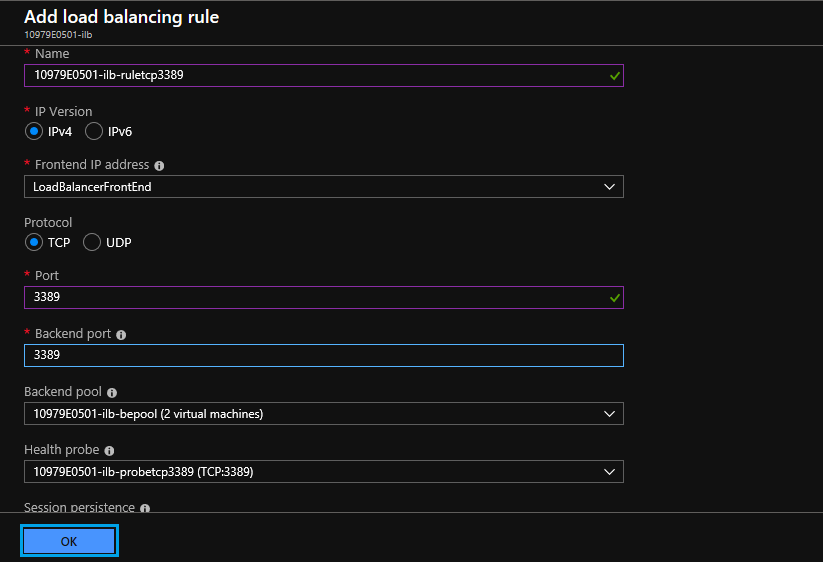 Add load balancing rule
10979E0501-ilb
* Name
10979E0501-ilb-ruletcp3389
* IP Version
IPv4 IPv6
* Frontend IP address
LoadBalancerFrontEnd
Protocol
TCP UDP
* Port
3389
* Backend port
3389
Backend pool
10979E0501-ilb-bepool (2 virtual machines)
Health probe
10979E0501-ilb-probetcp3389 (TCP:3389)
Session persistence
OK